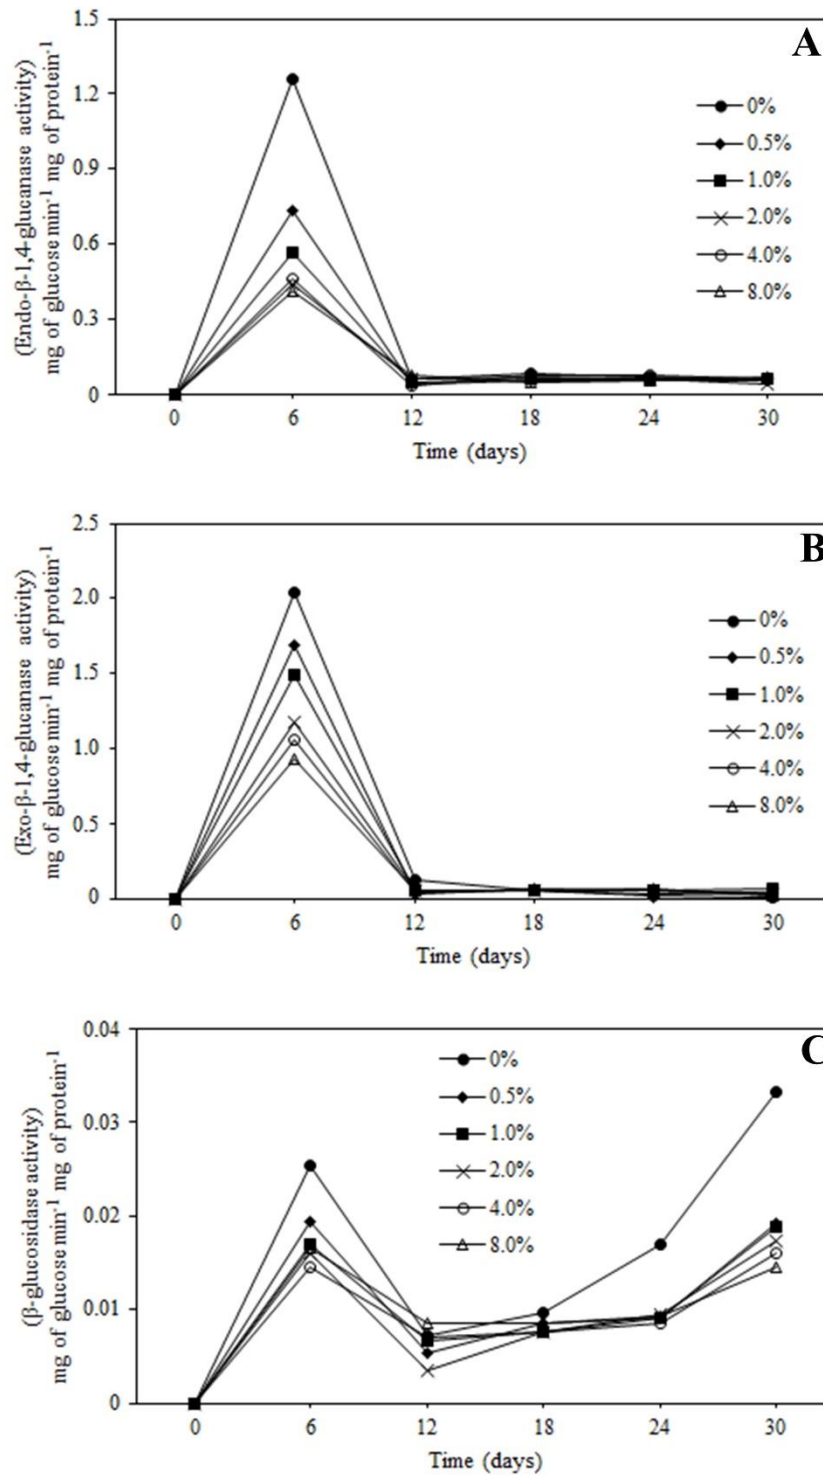 A
(Endo-β-1,4-glucanase activity)
mg of glucose min-1 mg of protein-1
1.5
1.2
0.9
0.6
0.3
0
0%
0.5%
1.0%
2.0%
4.0%
8.0%
0 6 12 18 24 30
Time (days)
B
(Exo-β-1,4-glucanase activity)
mg of glucose min-1 mg of protein-1
2.5
2.0
1.5
1.0
0.5
0
0%
0.5%
1.0%
2.0%
4.0%
8.0%
0 6 12 18 24 30
Time (days)
C
(β-glucosidase activity)
mg of glucose min-1 mg of protein-1
0.04
0.03
0.02
0.01
0
0%
0.5%
1.0%
2.0%
4.0%
8.0%
0 6 12 18 24 30
Time (days)